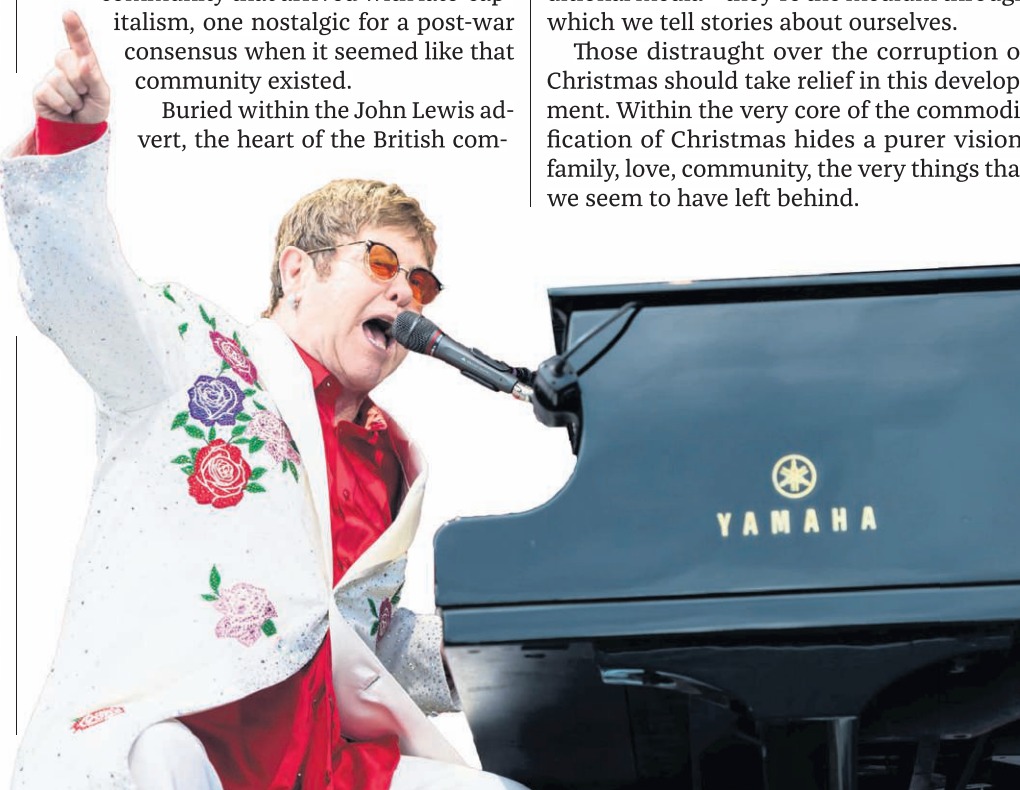 italism, one nostalgic for a post-war
consensus when it seemed like that
community existed.
Buried within the John Lewis ad-
vert, the heart of the British com-
which we tell stories about ourselves.
Those distraught over the corruption o
Christmas should take relief in this develop
ment. Within the very core of the commodi
fication of Christmas hides a purer vision
family, love, community, the very things tha
we seem to have left behind.
YAMAHA